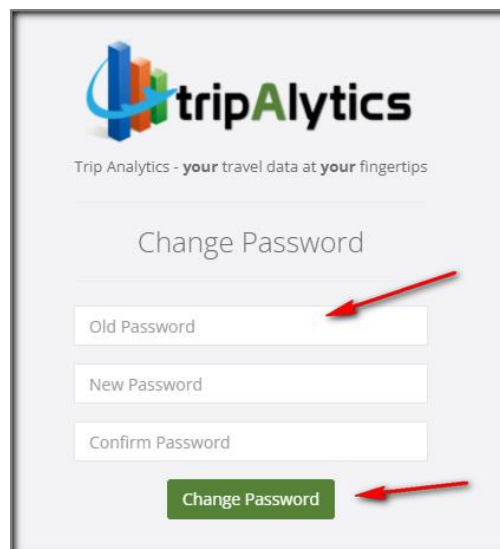 tripAlytics
Trip Analytics - your travel data at your fingertips
Change Password
Old Password
New Password
Confirm Password
Change Password